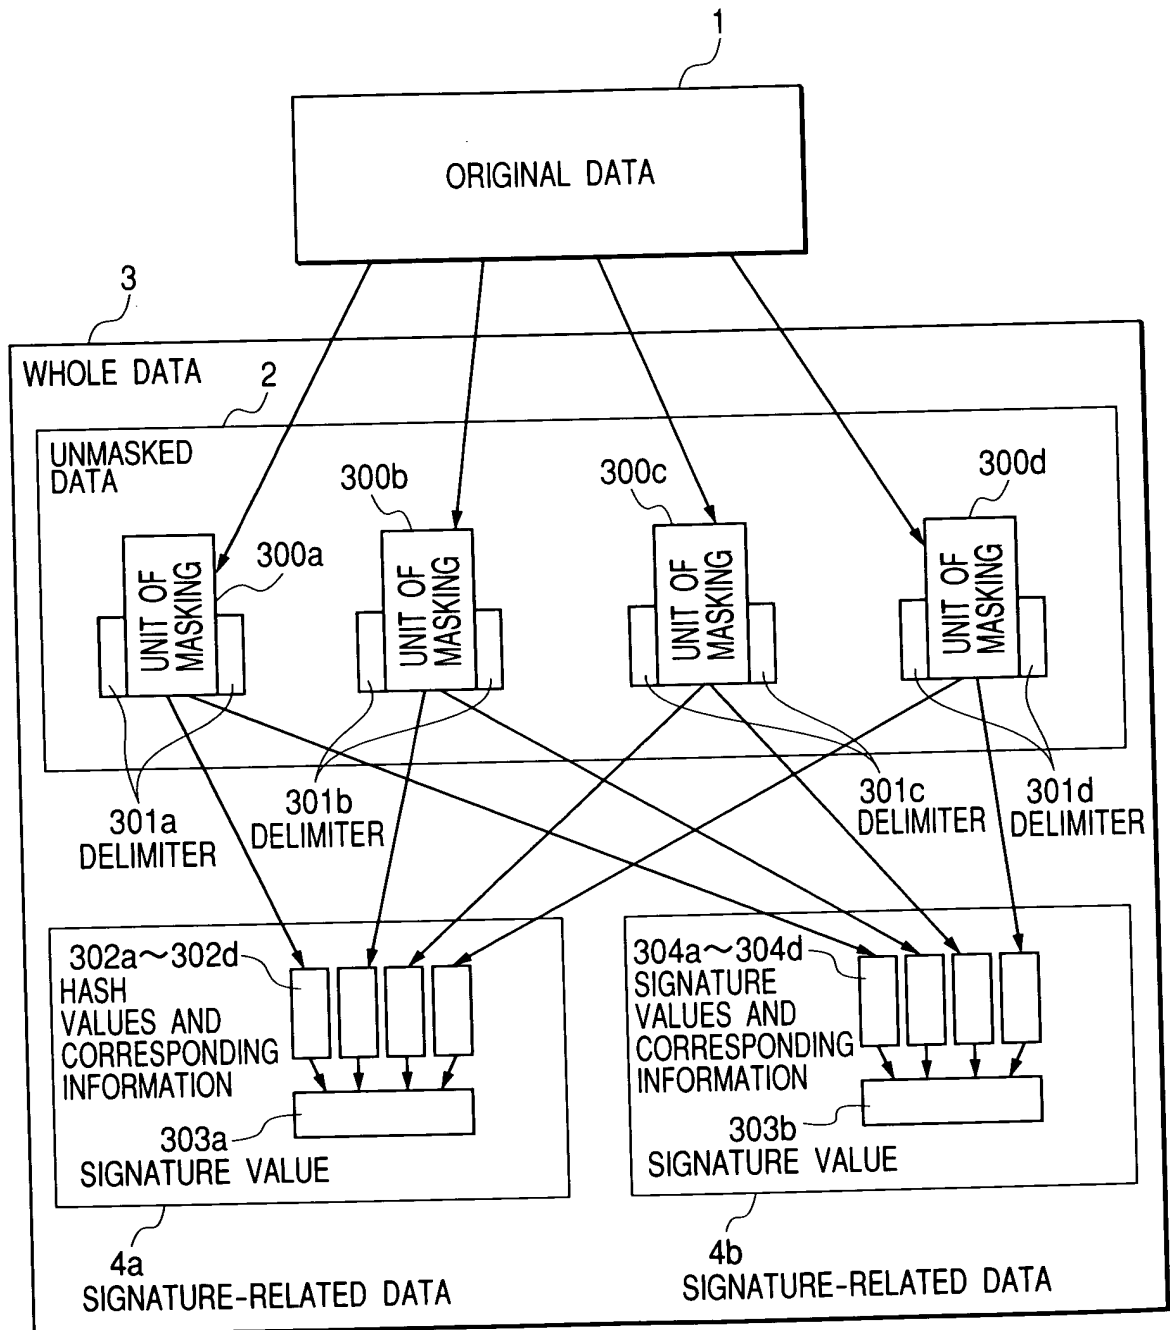 1
ORIGINAL DATA
3
WHOLE DATA
2
UNMASKED
DATA
300a
300b
300c
300d
UNIT OF
MASKING
UNIT OF
MASKING
UNIT OF
MASKING
UNIT OF
MASKING
301a
DELIMITER
301b
DELIMITER
301c
DELIMITER
301d
DELIMITER
302a～302d
HASH
VALUES AND
CORRESPONDING
INFORMATION
303a
SIGNATURE VALUE
304a～304d
SIGNATURE
VALUES AND
CORRESPONDING
INFORMATION
303b
SIGNATURE VALUE
4a
SIGNATURE-RELATED DATA
4b
SIGNATURE-RELATED DATA